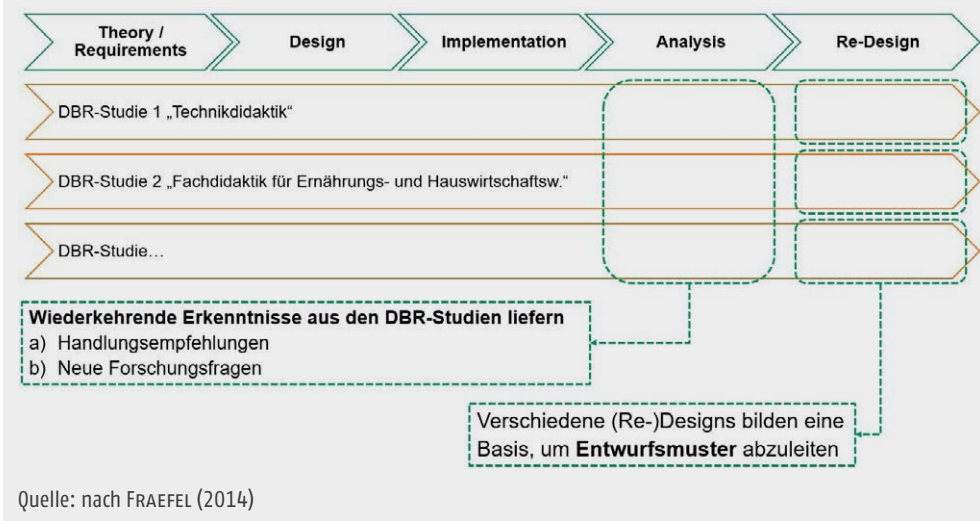 Theory /
Requirements
Design
Implementation
Analysis
Re-Design
DBR-Studie 1 „Technikdidaktik“
DBR-Studie 2 „Fachdidaktik für Ernährungs- und Hauswirtschaftsw.“
DBR-Studie…
Wiederkehrende Erkenntnisse aus den DBR-Studien liefern
a) Handlungsempfehlungen
b) Neue Forschungsfragen
Verschiedene (Re-)Designs bilden eine
Basis, um Entwurfsmuster abzuleiten
Quelle: nach FRAEFEL (2014)